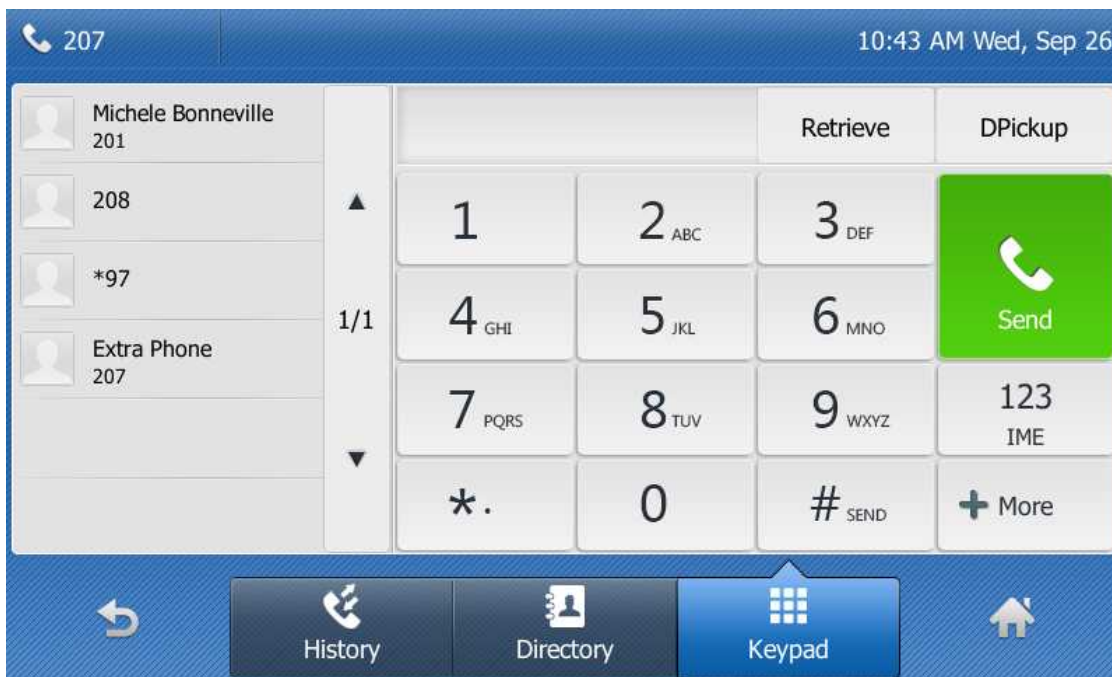 207
10:43 AM Wed, Sep 26
Michele Bonneville
201
208
*97
Extra Phone
207
1/1
Retrieve
DPickup
1
2 ABC
3 DEF
Send
4 GHI
5 JKL
6 MNO
7 PQRS
8 TUV
9 WXYZ
123
IME
*.
0
# SEND
More
History
Directory
Keypad